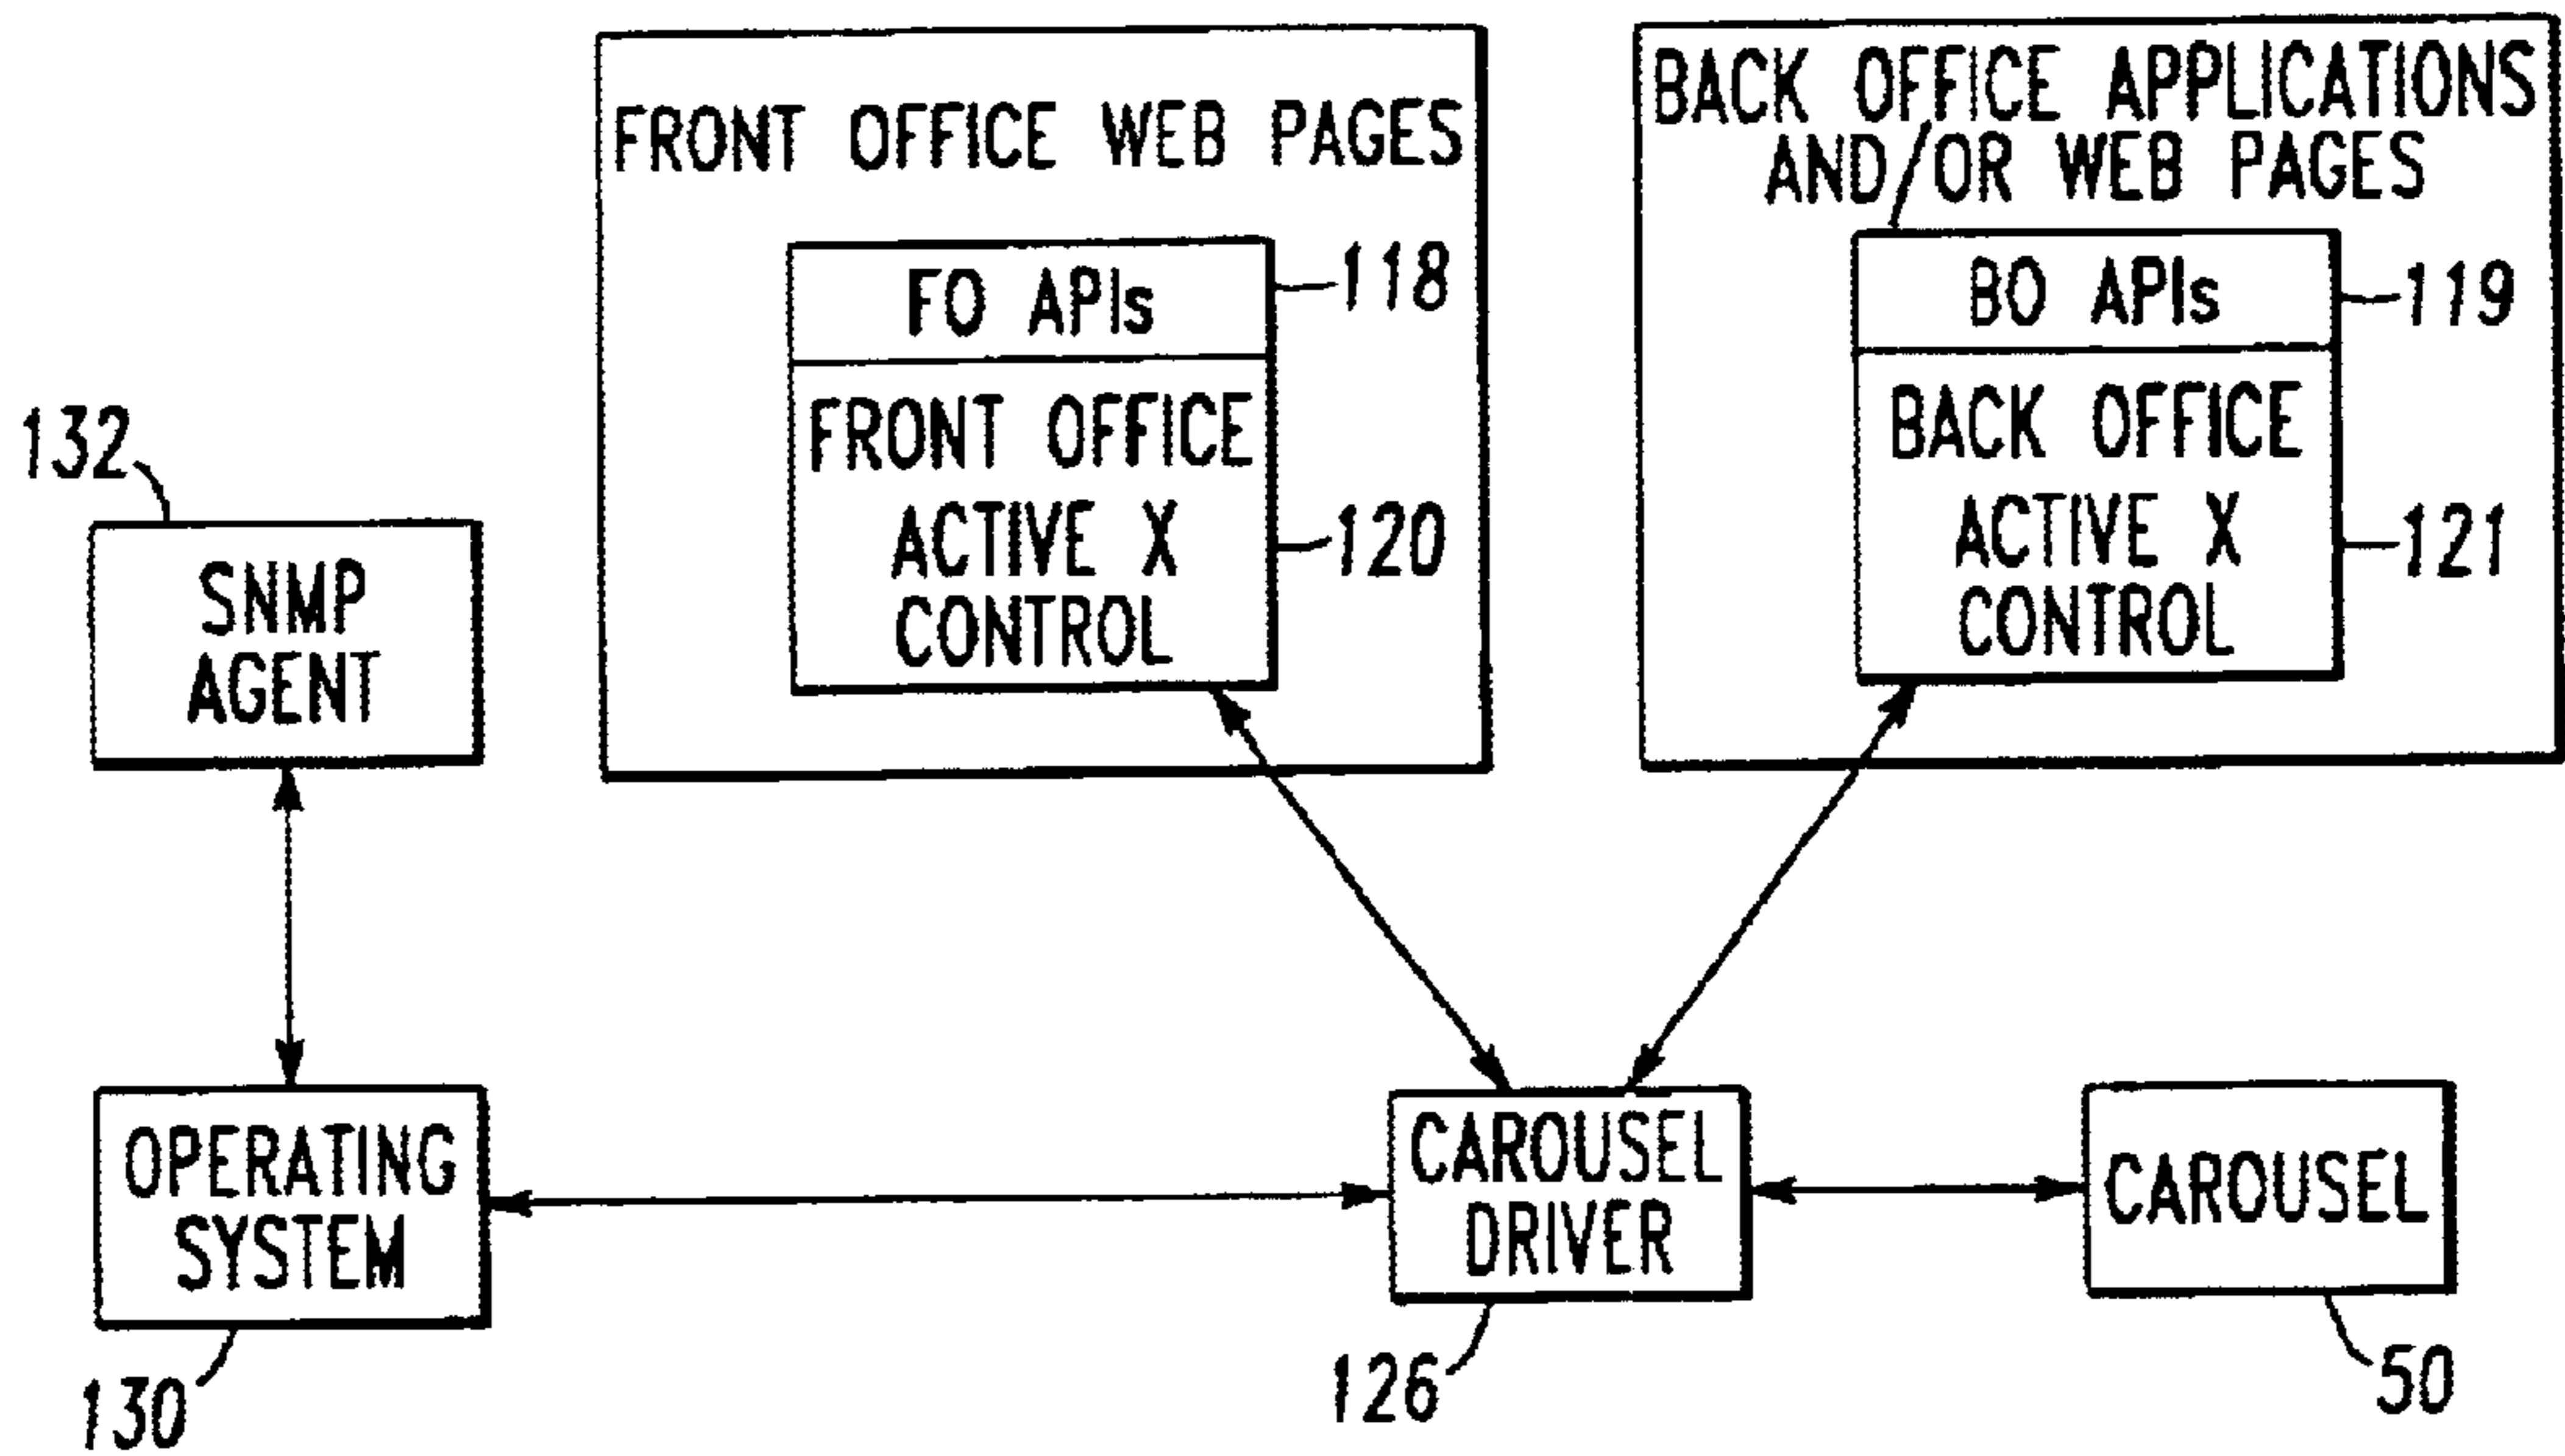 FRONT OFFICE WEB PAGES
FO APIs
118
FRONT OFFICE
ACTIVE X
CONTROL
120
BACK OFFICE APPLICATIONS
AND/OR WEB PAGES
BO APIs
119
BACK OFFICE
ACTIVE X
CONTROL
121
132
SNMP
AGENT
OPERATING
SYSTEM
130
CAROUSEL
DRIVER
126
CAROUSEL
50